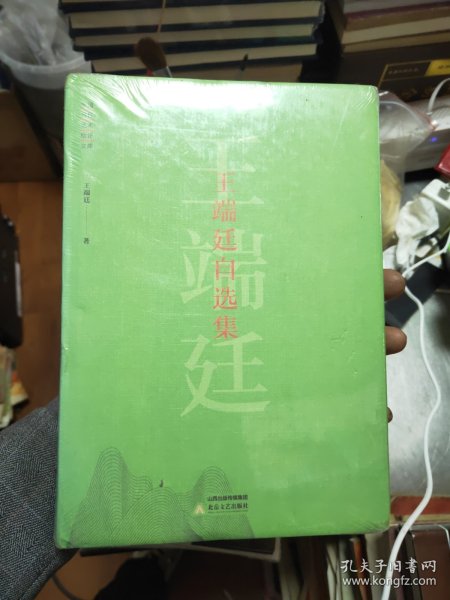 王端廷
王端廷自选集
王端廷
著
山西出版传媒集团
北岳文艺出版社
孔夫子旧书网
www.kongfz.com